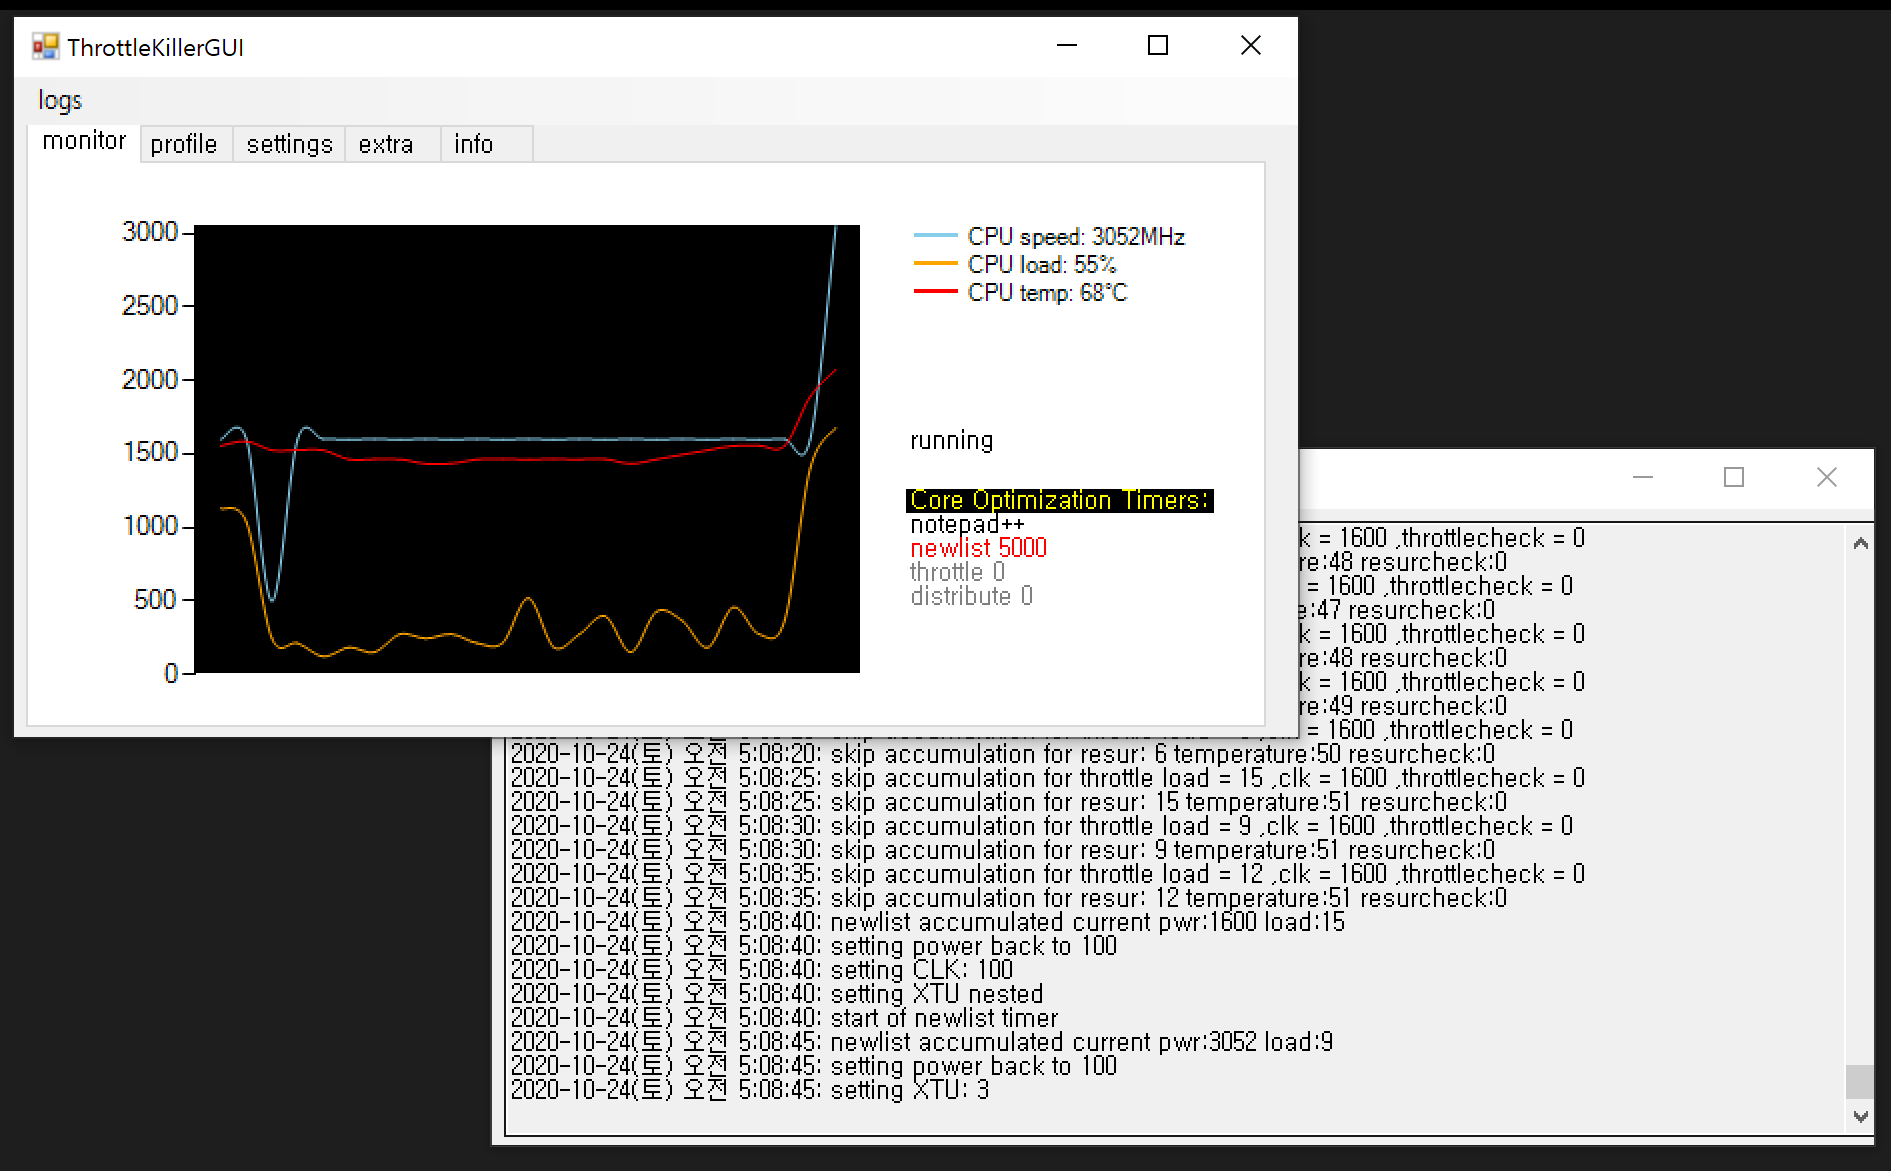 ThrottleKillerGUI
logs
monitor profile settings extra info
3000
2500
2000
1500
1000
500
0
CPU speed: 3052MHz
CPU load: 55%
CPU temp: 68°C
running
Core Optimization Timers:
notepad++
newlist 5000
throttle 0
distribute 0
k = 1600 ,throttlecheck = 0
re:48 resurcheck:0
= 1600 ,throttlecheck = 0
e:47 resurcheck:0
k = 1600 ,throttlecheck = 0
re:48 resurcheck:0
k = 1600 ,throttlecheck = 0
re:49 resurcheck:0
= 1600 ,throttlecheck = 0
2020-10-24(토) 오전 5:08:20: skip accumulation for resur: 6 temperature:50 resurcheck:0
2020-10-24(토) 오전 5:08:25: skip accumulation for throttle load = 15 ,clk = 1600 ,throttlecheck = 0
2020-10-24(토) 오전 5:08:25: skip accumulation for resur: 15 temperature:51 resurcheck:0
2020-10-24(토) 오전 5:08:30: skip accumulation for throttle load = 9 ,clk = 1600 ,throttlecheck = 0
2020-10-24(토) 오전 5:08:30: skip accumulation for resur: 9 temperature:51 resurcheck:0
2020-10-24(토) 오전 5:08:35: skip accumulation for throttle load = 12 ,clk = 1600 ,throttlecheck = 0
2020-10-24(토) 오전 5:08:35: skip accumulation for resur: 12 temperature:51 resurcheck:0
2020-10-24(토) 오전 5:08:40: newlist accumulated current pwr:1600 load:15
2020-10-24(토) 오전 5:08:40: setting power back to 100
2020-10-24(토) 오전 5:08:40: setting CLK: 100
2020-10-24(토) 오전 5:08:40: setting XTU nested
2020-10-24(토) 오전 5:08:40: start of newlist timer
2020-10-24(토) 오전 5:08:45: newlist accumulated current pwr:3052 load:9
2020-10-24(토) 오전 5:08:45: setting power back to 100
2020-10-24(토) 오전 5:08:45: setting XTU: 3